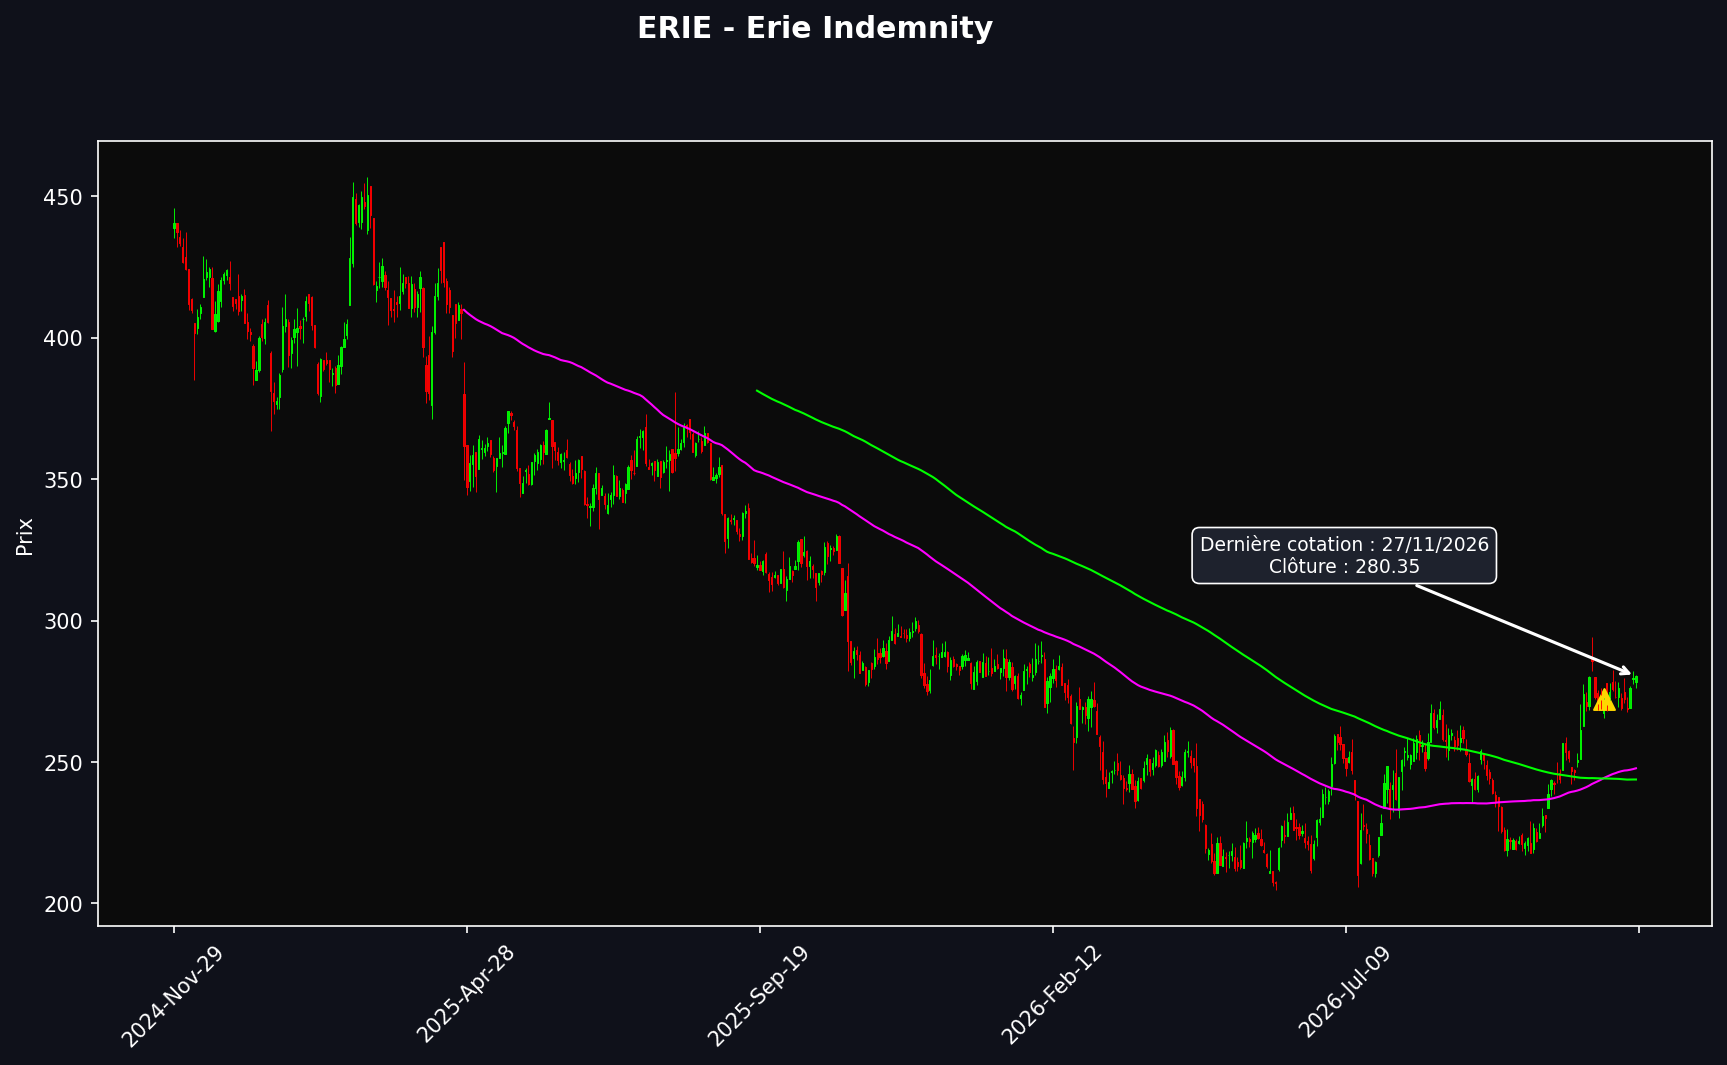 ERIE - Erie Indemnity
450
400
350
300
250
200
Prix
Dernière cotation : 27/11/2026
Clôture : 280.35
2024-Nov-29
2025-Apr-28
2025-Sep-19
2026-Feb-12
2026-Jul-09